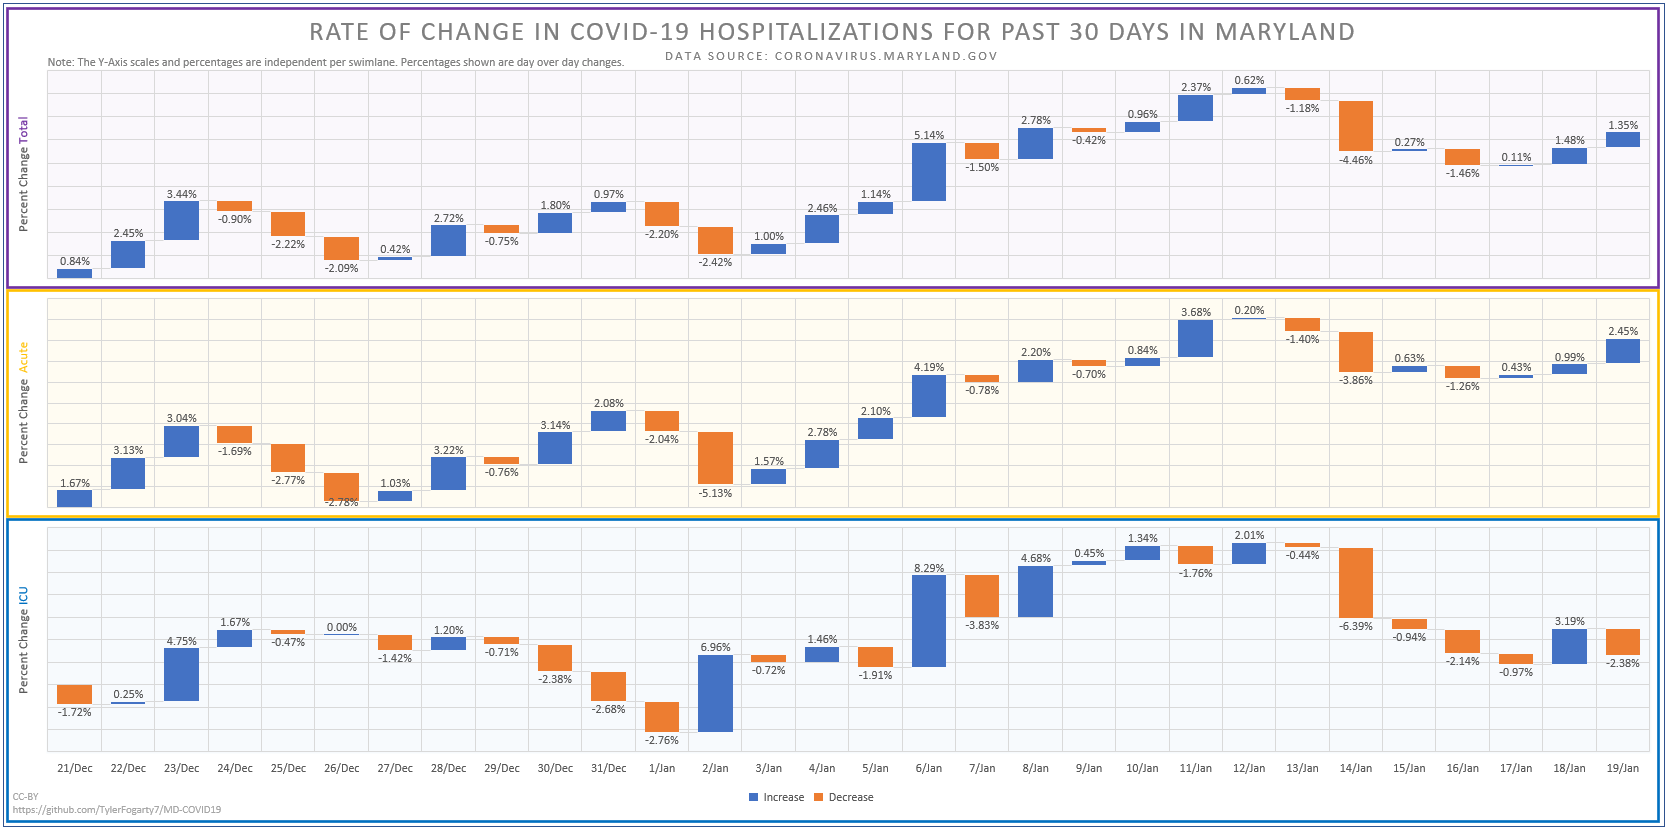 RATE OF CHANGE IN COVID-19 HOSPITALIZATIONS FOR PAST 30 DAYS IN MARYLAND
DATA SOURCE: CORONAVIRUS.MARYLAND.GOV
Note: The Y-Axis scales and percentages are independent per swimlane. Percentages shown are day over day changes.
Percent Change Total
0.84% 2.45% 3.44% -0.90% -2.22% -2.09% 0.42% 2.72% -0.75% 1.80% 0.97% -2.20% -2.42% 1.00% 2.46% 1.14% 5.14% -1.50% 2.78% -0.42% 0.96% 2.37% 0.62% -1.18% -4.46% 0.27% -1.46% 0.11% 1.48% 1.35%
Percent Change Acute
1.67% 3.13% 3.04% -1.69% -2.77% -2.78% 1.03% 3.22% -0.76% 3.14% 2.08% -2.04% -5.13% 1.57% 2.78% 2.10% 4.19% -0.78% 2.20% -0.70% 0.84% 3.68% 0.20% -1.40% -3.86% 0.63% -1.26% 0.43% 0.99% 2.45%
Percent Change ICU
-1.72% 0.25% 4.75% 1.67% -0.47% 0.00% -1.42% 1.20% -0.71% -2.38% -2.68% -2.76% 6.96% -0.72% 1.46% -1.91% 8.29% -3.83% 4.68% 0.45% 1.34% -1.76% 2.01% -0.44% -6.39% -0.94% -2.14% -0.97% 3.19% -2.38%
21/Dec 22/Dec 23/Dec 24/Dec 25/Dec 26/Dec 27/Dec 28/Dec 29/Dec 30/Dec 31/Dec 1/Jan 2/Jan 3/Jan 4/Jan 5/Jan 6/Jan 7/Jan 8/Jan 9/Jan 10/Jan 11/Jan 12/Jan 13/Jan 14/Jan 15/Jan 16/Jan 17/Jan 18/Jan 19/Jan
Increase Decrease
CC-BY
https://github.com/TylerFogarty7/MD-COVID19